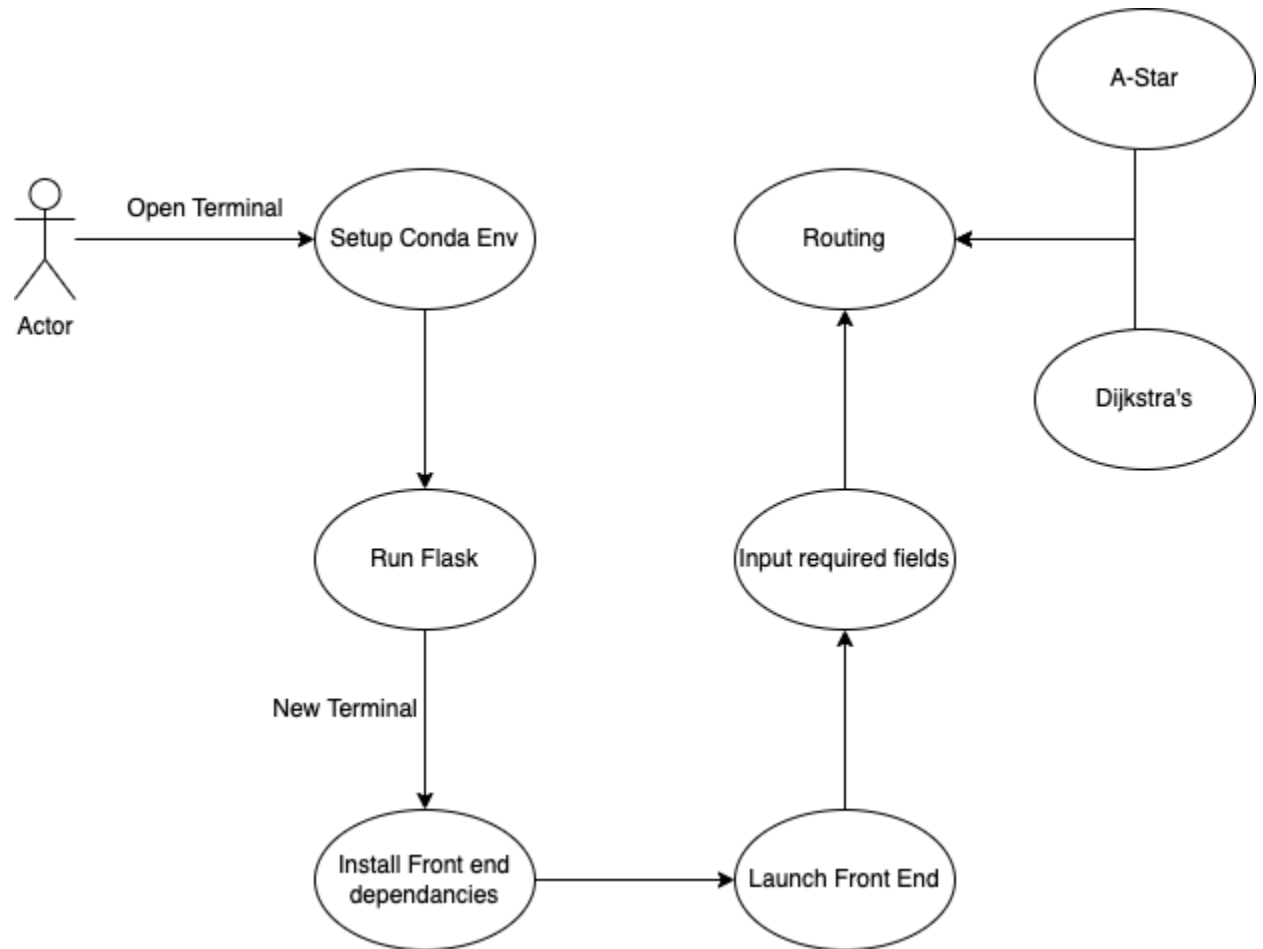 A-Star
Open Terminal
Setup Conda Env
Routing
Actor
Dijkstra's
Run Flask
Input required fields
New Terminal
Install Front end
dependancies
Launch Front End